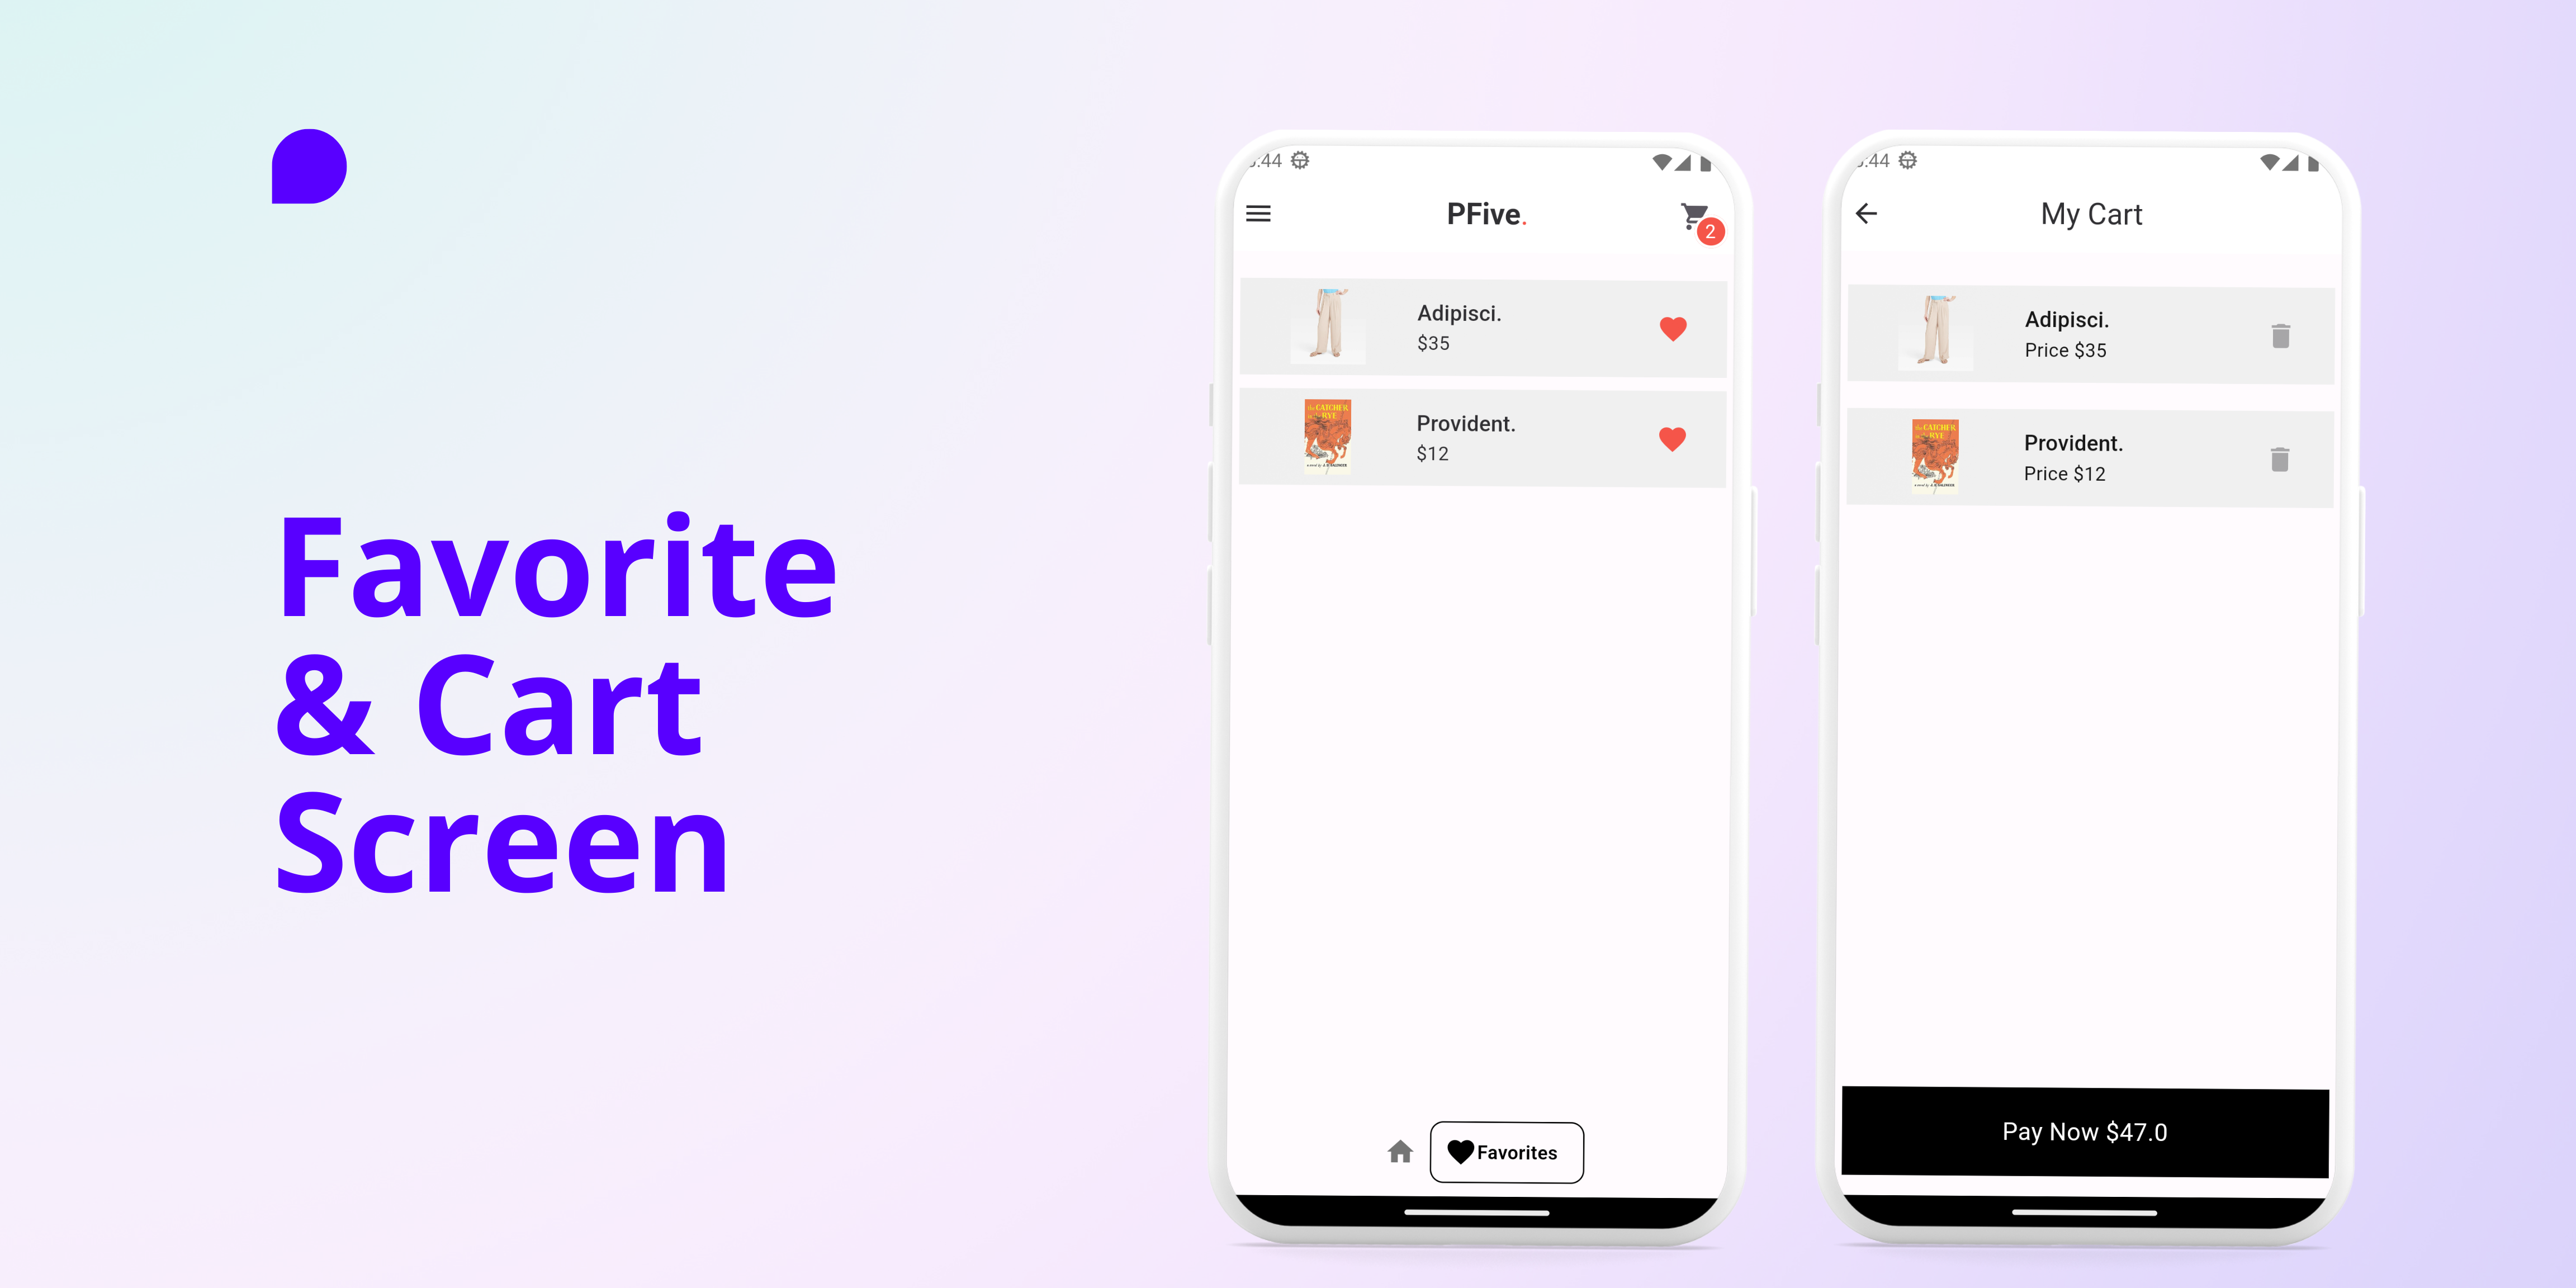 Favorite
& Cart
Screen
:44
PFive.
2
Adipisci.
$35
Provident.
$12
Favorites
:44
My Cart
Adipisci.
Price $35
Provident.
Price $12
Pay Now $47.0